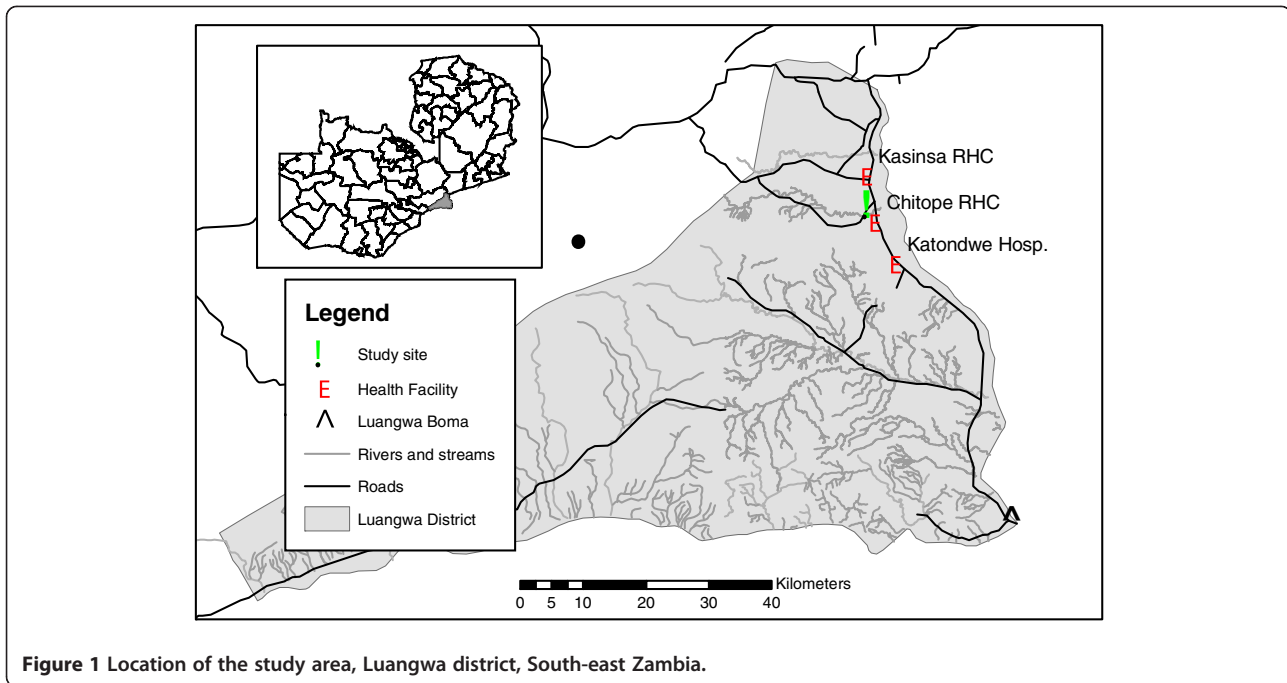 Kasinsa RHC
E
Chitope RHC
E
Katondwe Hosp.
E
Legend
! Study site
E Health Facility
^ Luangwa Boma
Rivers and streams
Roads
Luangwa District
^
Kilometers
0 5 10 20 30 40
Figure 1 Location of the study area, Luangwa district, South-east Zambia.